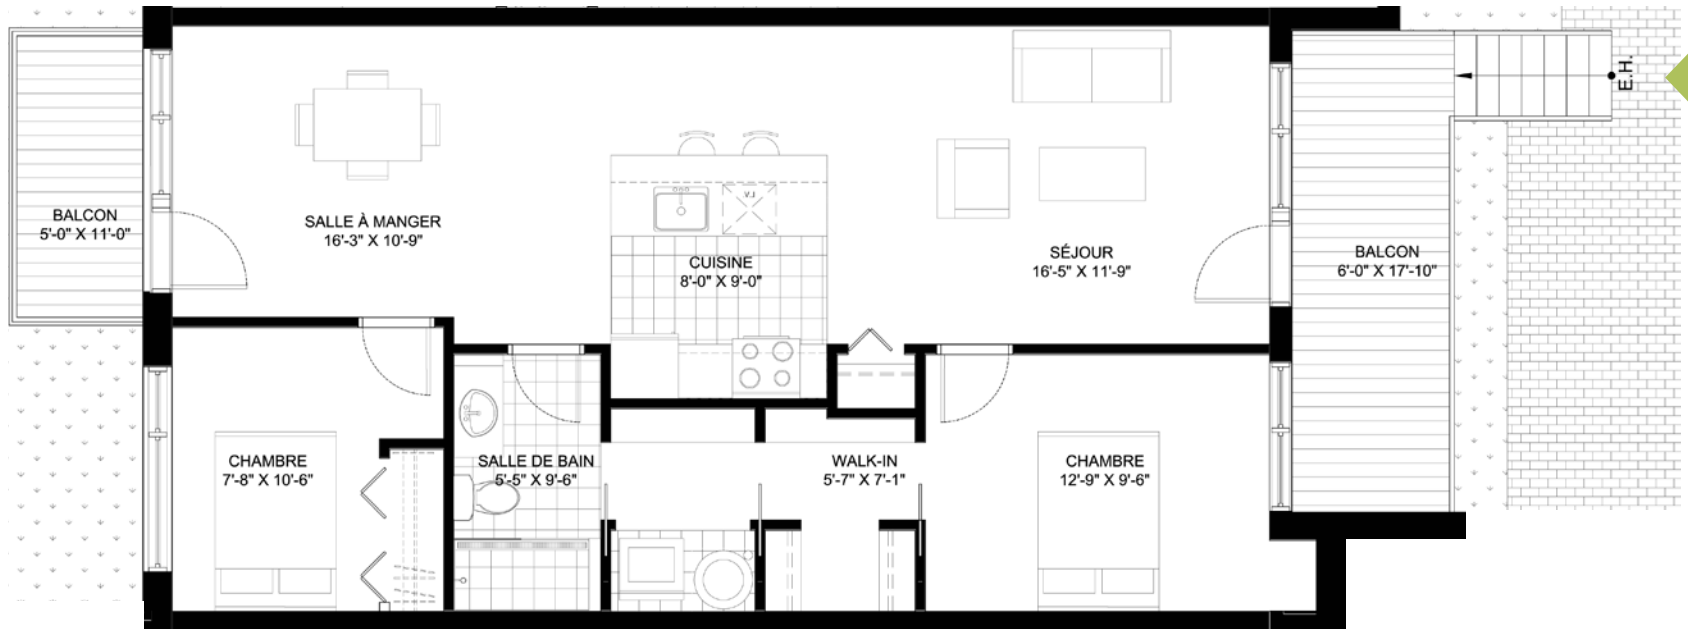 E.H.
L.V.
BALCON
5'-0" X 11'-0"
SALLE À MANGER
16'-3" X 10'-9"
CUISINE
8'-0" X 9'-0"
SÉJOUR
16'-5" X 11'-9"
BALCON
6'-0" X 17'-10"
CHAMBRE
7'-8" X 10'-6"
SALLE DE BAIN
5'-5" X 9'-6"
WALK-IN
5'-7" X 7'-1"
CHAMBRE
12'-9" X 9'-6"